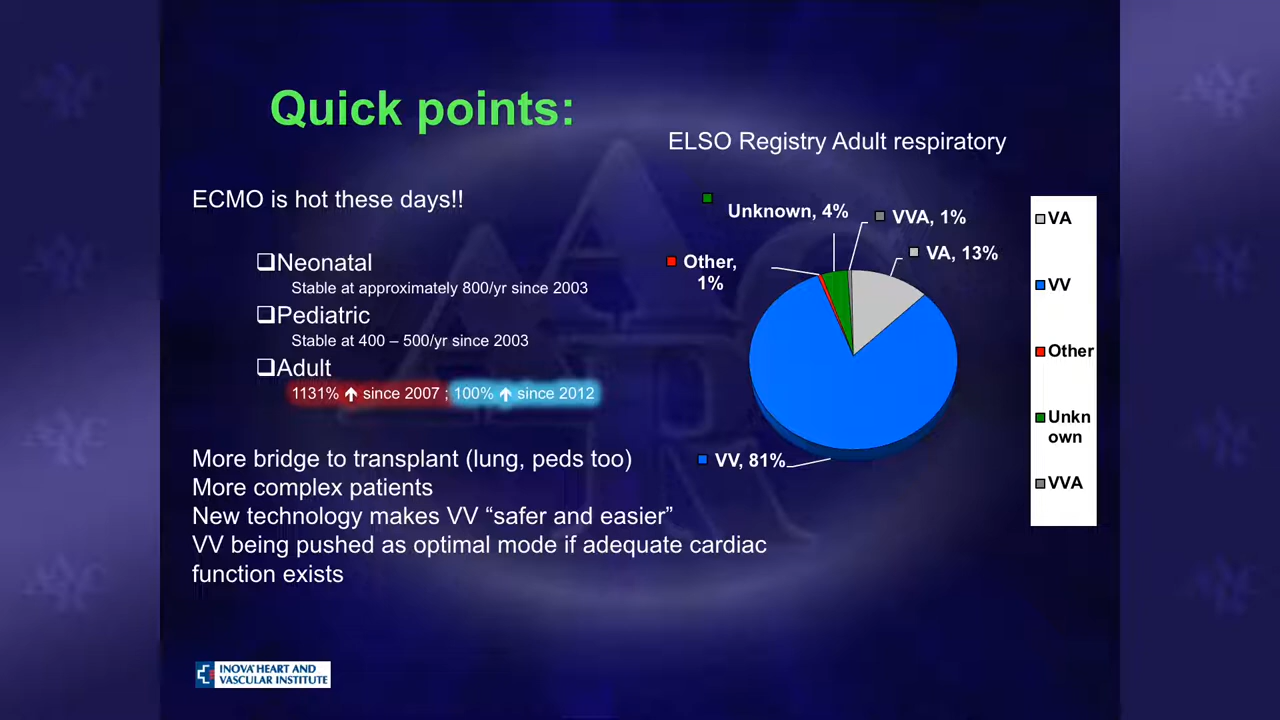 Quick points:
ELSO Registry Adult respiratory
ECMO is hot these days!!
❑Neonatal
Stable at approximately 800/yr since 2003
❑Pediatric
Stable at 400 – 500/yr since 2003
❑Adult
1131% ↑ since 2007 ; 100% ↑ since 2012
More bridge to transplant (lung, peds too)
More complex patients
New technology makes VV “safer and easier”
VV being pushed as optimal mode if adequate cardiac
function exists
Unknown, 4%
VVA, 1%
VA, 13%
Other,
1%
VV, 81%
VA
VV
Other
Unkn
own
VVA
INOVA HEART AND
VASCULAR INSTITUTE